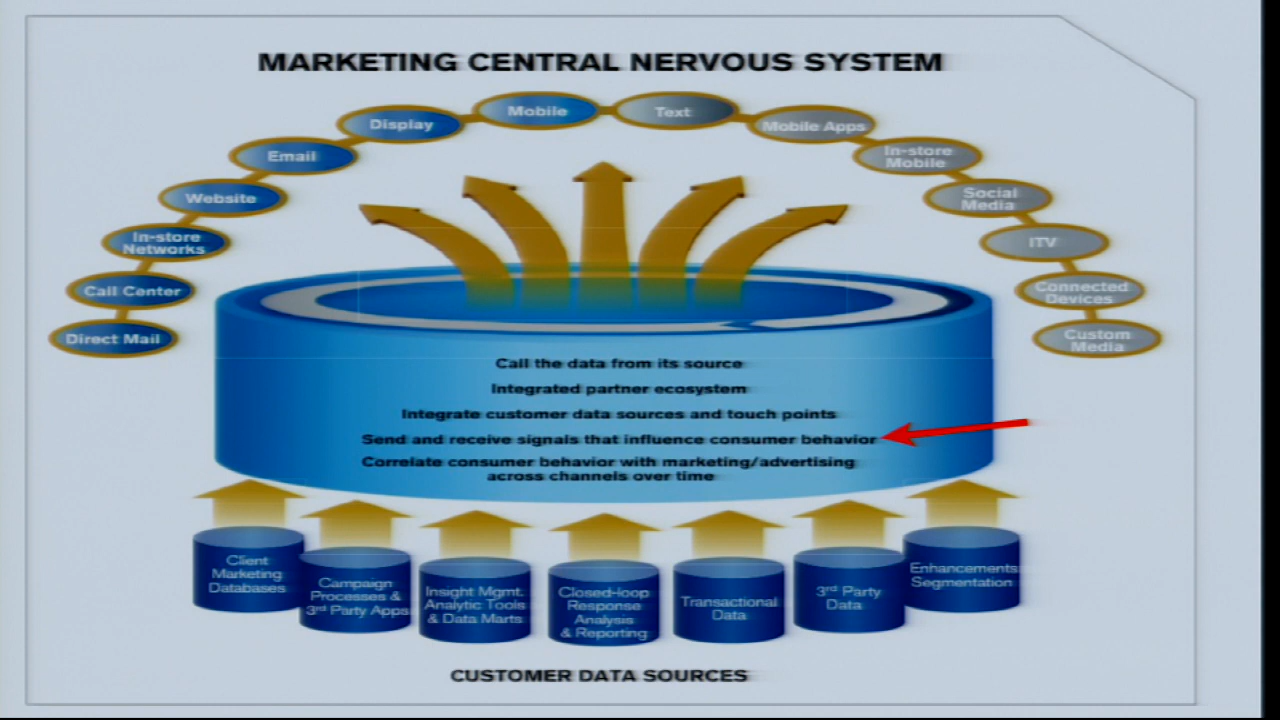 MARKETING CENTRAL NERVOUS SYSTEM
Mobile
Text
Display
Mobile Apps
Email
In-store
Mobile
Website
Social
Media
In-store
Networks
ITV
Call Center
Connected
Devices
Direct Mail
Custom
Media
Call the data from its source
Integrated partner ecosystem
Integrate customer data sources and touch points
Send and receive signals that influence consumer behavior
Correlate consumer behavior with marketing/advertising
across channels over time
Client
Marketing
Databases
Campaign
Processes &
3rd Party Apps
Insight Mgmt.
Analytic Tools
& Data Marts
Closed-loop
Response
Analysis
& Reporting
Transactional
Data
3rd Party
Data
Enhancements
Segmentation
CUSTOMER DATA SOURCES